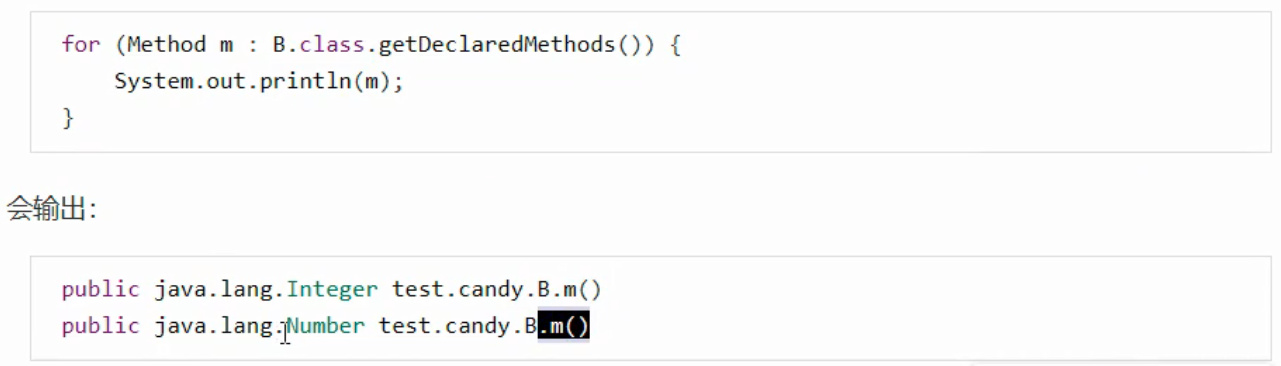 for (Method m : B.class.getDeclaredMethods()) {
    System.out.println(m);
}
会输出：
public java.lang.Integer test.candy.B.m()
public java.lang.Number test.candy.B.m()